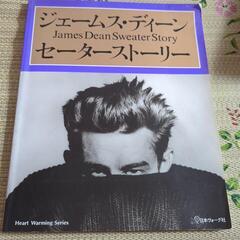 ジェームス・ディーン
James Dean Sweater Story
セーターストーリー
Heart Warming Series
日本ヴォーグ社